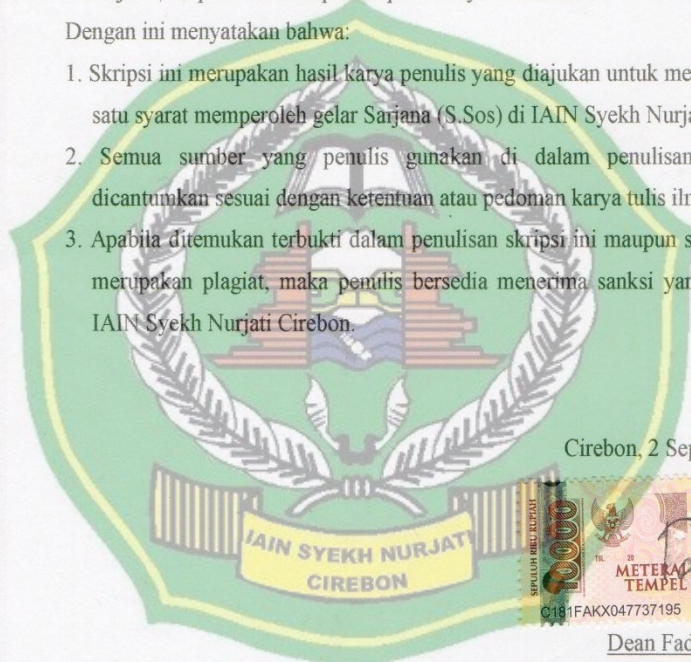 Dengan ini menyatakan bahwa:
1. Skripsi ini merupakan hasil karya penulis yang diajukan untuk me
satu syarat memperoleh gelar Sarjana (S.Sos) di IAIN Syekh Nurja
2. Semua sumber yang penulis gunakan di dalam penulisan
dicantumkan sesuai dengan ketentuan atau pedoman karya tulis iln
3. Apabila ditemukan terbukti dalam penulisan skripsi ini maupun s
merupakan plagiat, maka penulis bersedia menerima sanksi yan
IAIN Syekh Nurjati Cirebon.
Cirebon, 2 Sep
SEPULUH RIBU RUPIAH
10000
TGL. 20
METERAI
TEMPEL
C181FAKX047737195
IAIN SYEKH NURJATI
CIREBON
Dean Fad